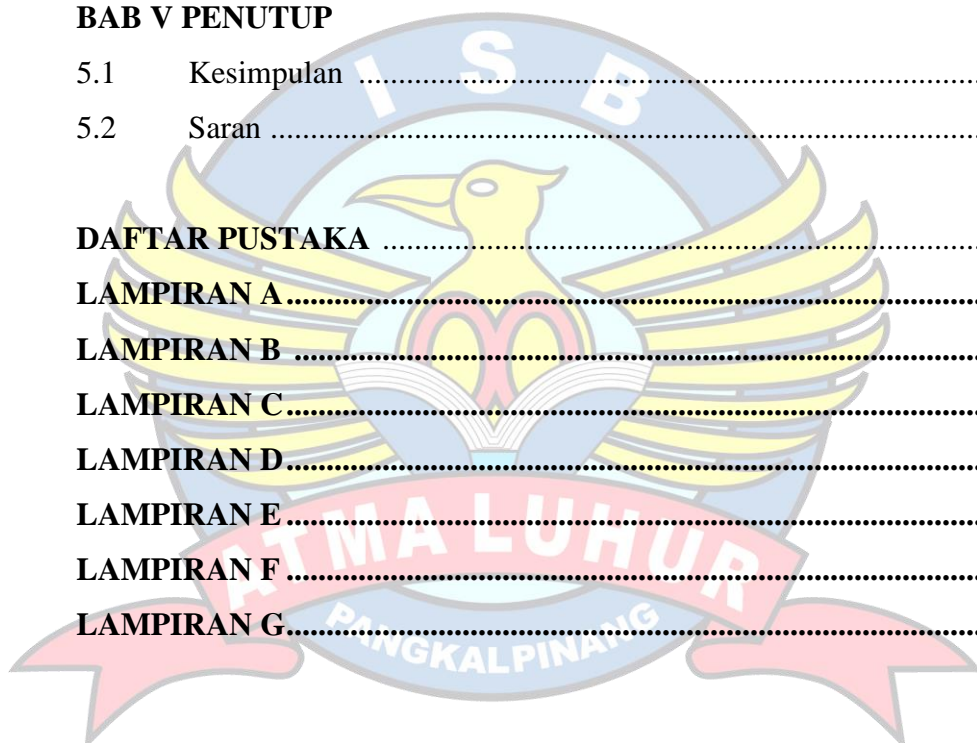 BAB V PENUTUP
5.1 Kesimpulan ................................................................................
5.2 Saran ...........................................................................................
DAFTAR PUSTAKA ............................................................................
LAMPIRAN A.........................................................................................
LAMPIRAN B ........................................................................................
LAMPIRAN C.........................................................................................
LAMPIRAN D.........................................................................................
LAMPIRAN E.........................................................................................
LAMPIRAN F .........................................................................................
LAMPIRAN G.........................................................................................
ISB
ATMA LUHUR
PANGKALPINANG